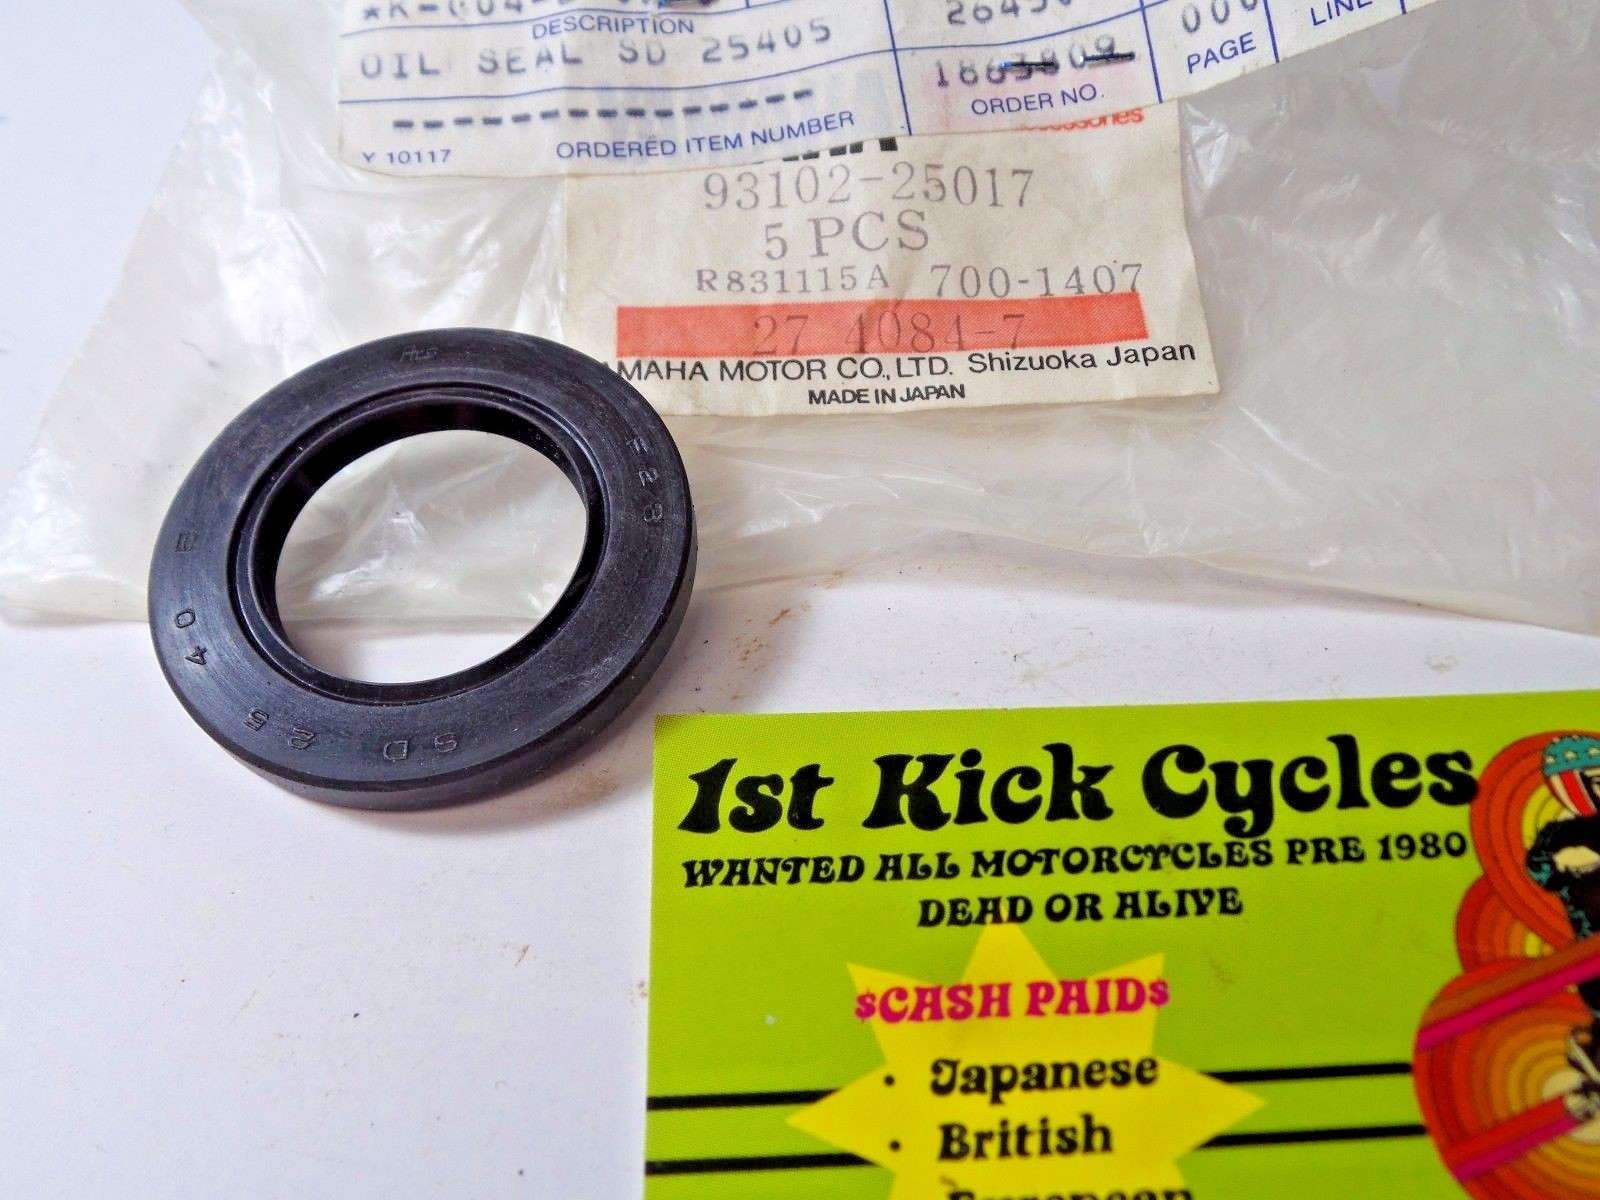 DESCRIPTION
OIL SEAL SD 25405
ORDERED ITEM NUMBER
Y 10117
ORDER NO.
PAGE
LINE
93102-25017
5 PCS
R831115A 700-1407
27 4084-7
AMAHA MOTOR CO., LTD. Shizuoka Japan
MADE IN JAPAN
SD 25 40
1st Kick Cycles
WANTED ALL MOTORCYCLES PRE 1980
DEAD OR ALIVE
$CASH PAID$
• Japanese
• British
European